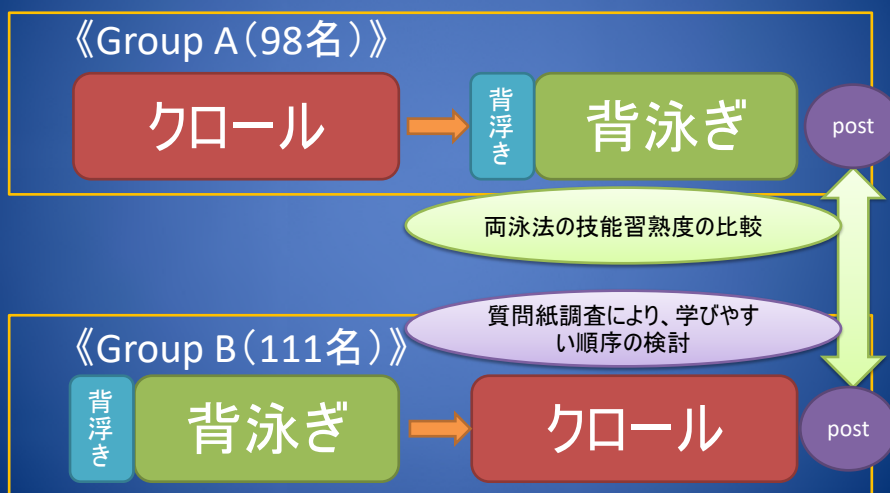 《Group A（98名）》
クロール
背浮き
背泳ぎ
post
両泳法の技能習熟度の比較
質問紙調査により、学びやす
い順序の検討
《Group B（111名）》
背浮き
背泳ぎ
クロール
post